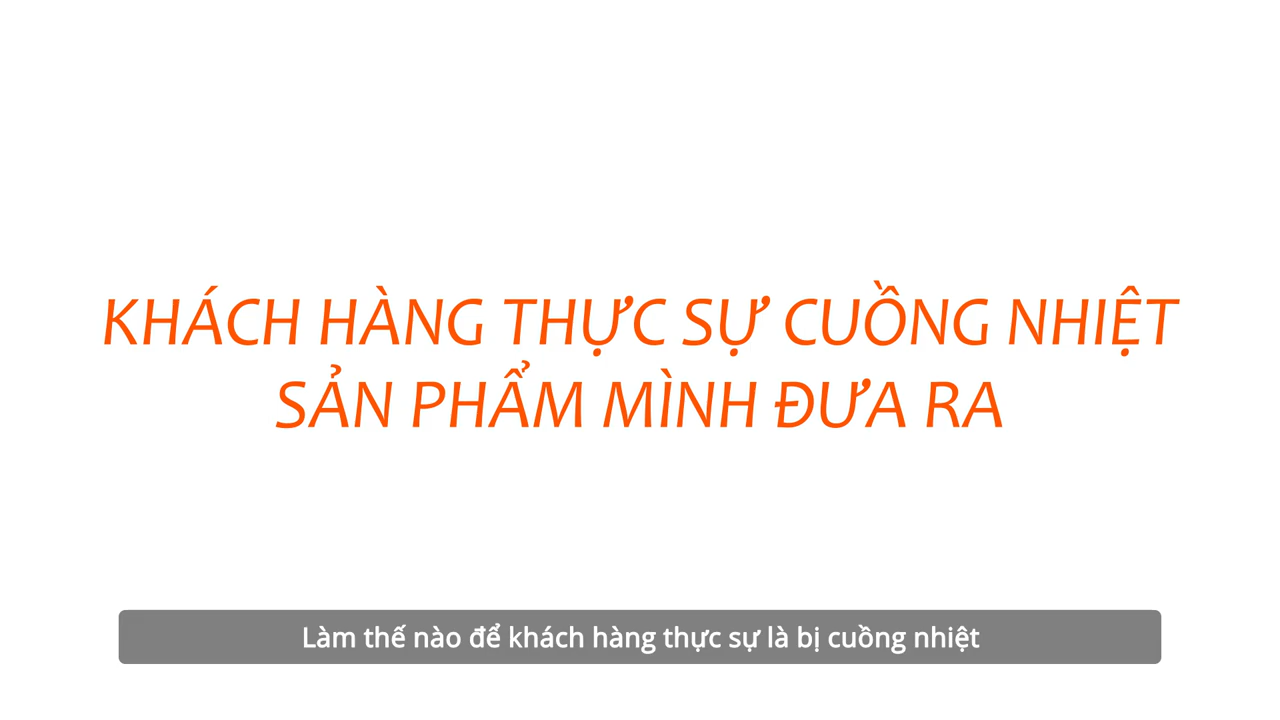 KHÁCH HÀNG THỰC SỰ CUỒNG NHIỆT
SẢN PHẨM MÌNH ĐƯA RA
Làm thế nào để khách hàng thực sự là bị cuồng nhiệt